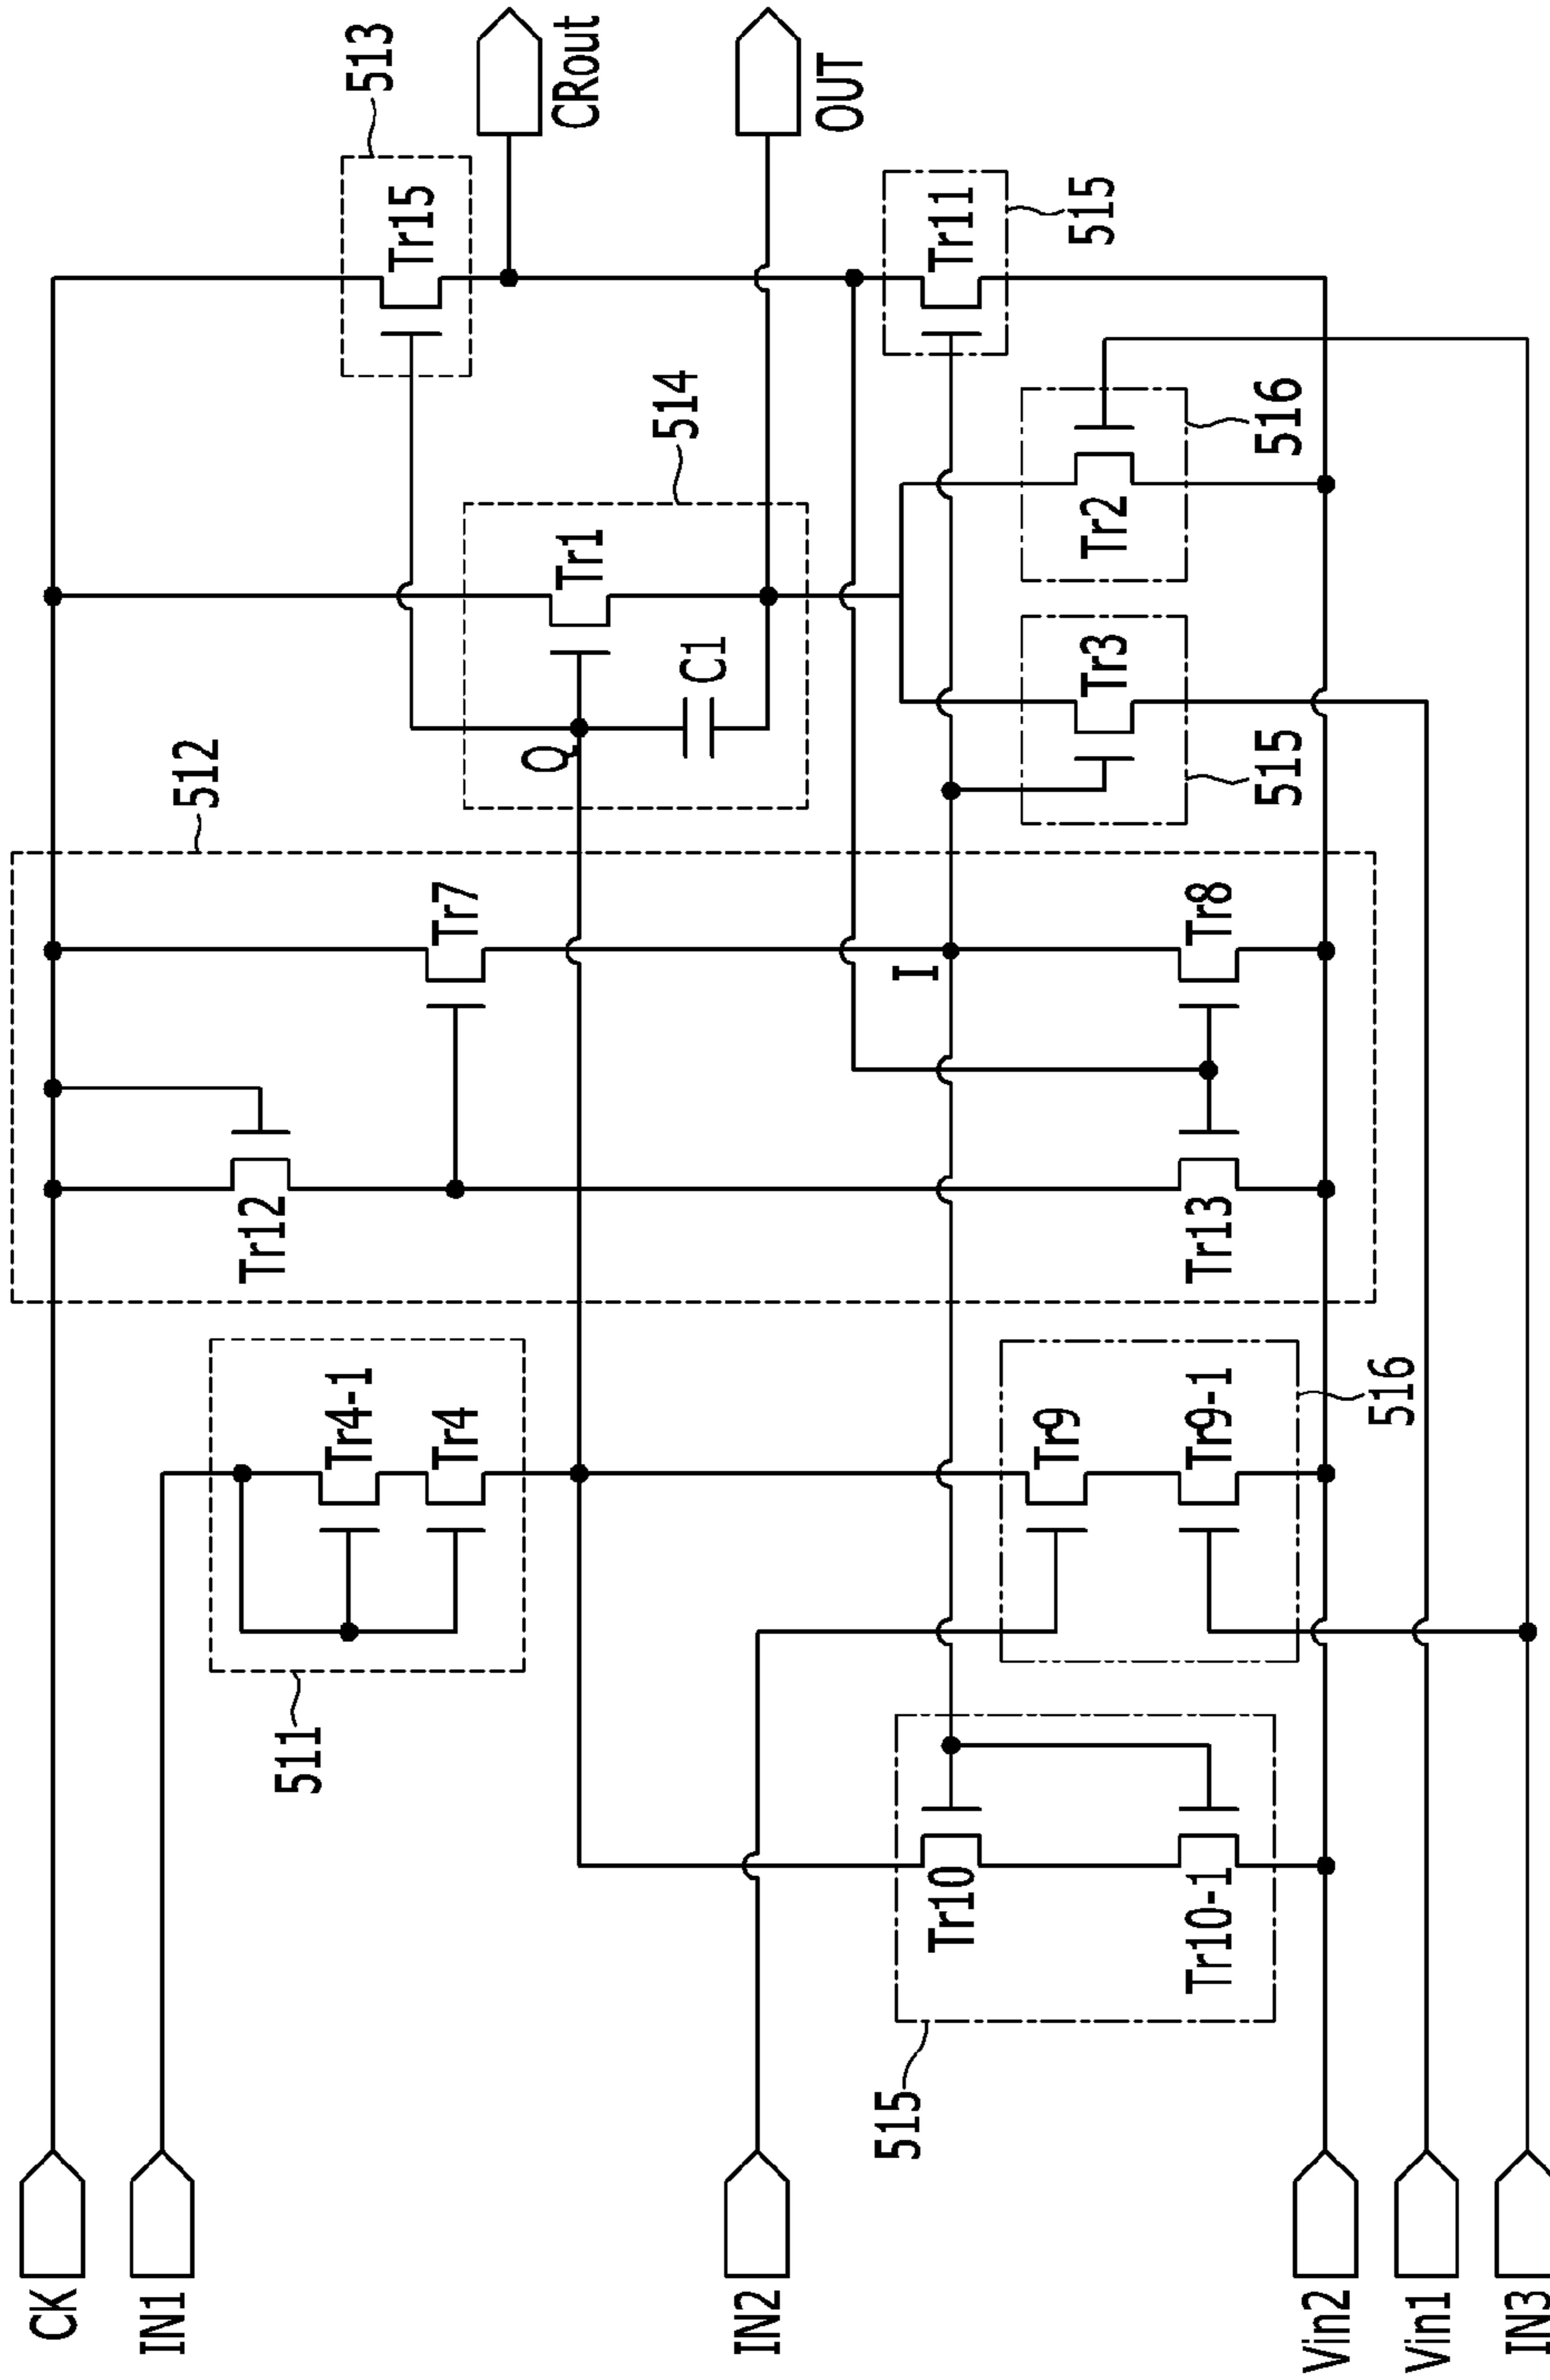 CK
IN1
IN2
Vin2
Vin1
IN3
511
Tr4-1
Tr4
515
Tr10
Tr10-1
516
Tr9
Tr9-1
512
Tr12
Tr7
I
Tr13
Tr8
514
Q
Tr1
C1
515
Tr3
516
Tr2
513
Tr15
515
Tr11
CRout
OUT